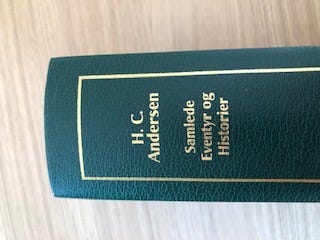 H. C.
Andersen
Samlede
Eventyr og
Historier